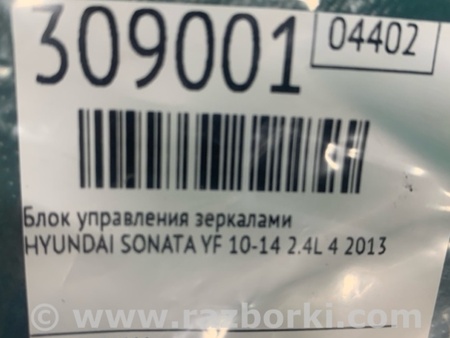 309001
04402
Блок управления зеркалами
HYUNDAI SONATA YF 10-14 2.4L 4 2013
© www.razborki.com